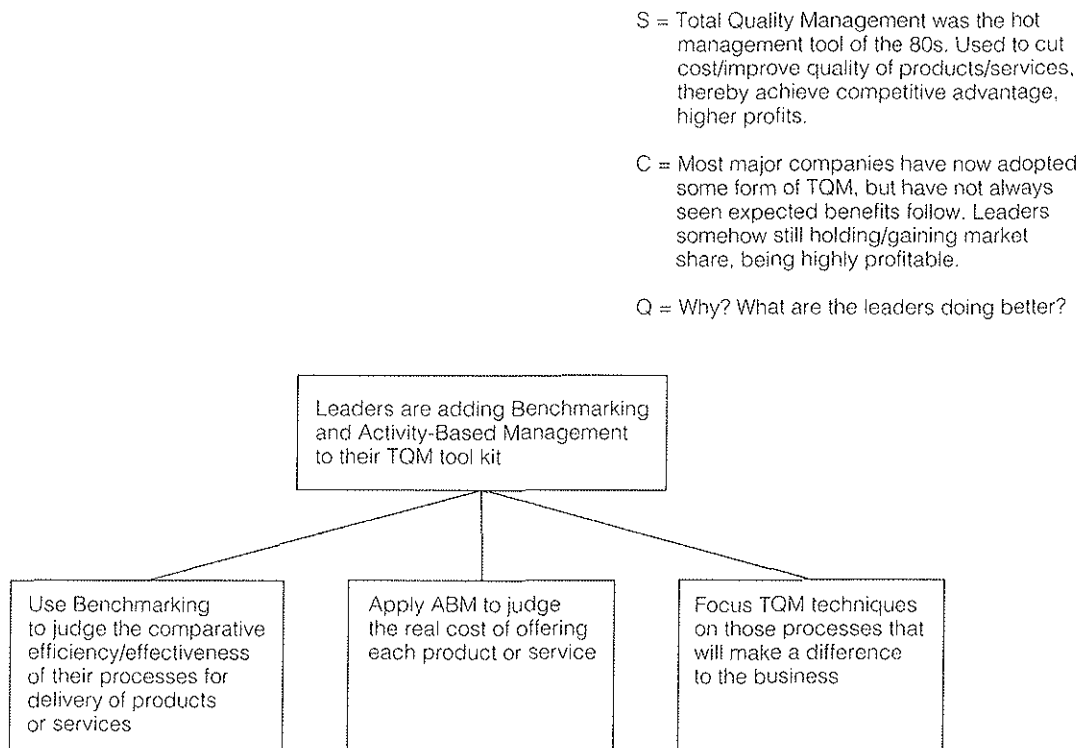 S = Total Quality Management was the hot
management tool of the 80s. Used to cut
cost/improve quality of products/services,
thereby achieve competitive advantage,
higher profits.
C = Most major companies have now adopted
some form of TQM, but have not always
seen expected benefits follow. Leaders
somehow still holding/gaining market
share, being highly profitable.
Q = Why? What are the leaders doing better?
Leaders are adding Benchmarking
and Activity-Based Management
to their TQM tool kit
Use Benchmarking
to judge the comparative
efficiency/effectiveness
of their processes for
delivery of products
or services
Apply ABM to judge
the real cost of offering
each product or service
Focus TQM techniques
on those processes that
will make a difference
to the business